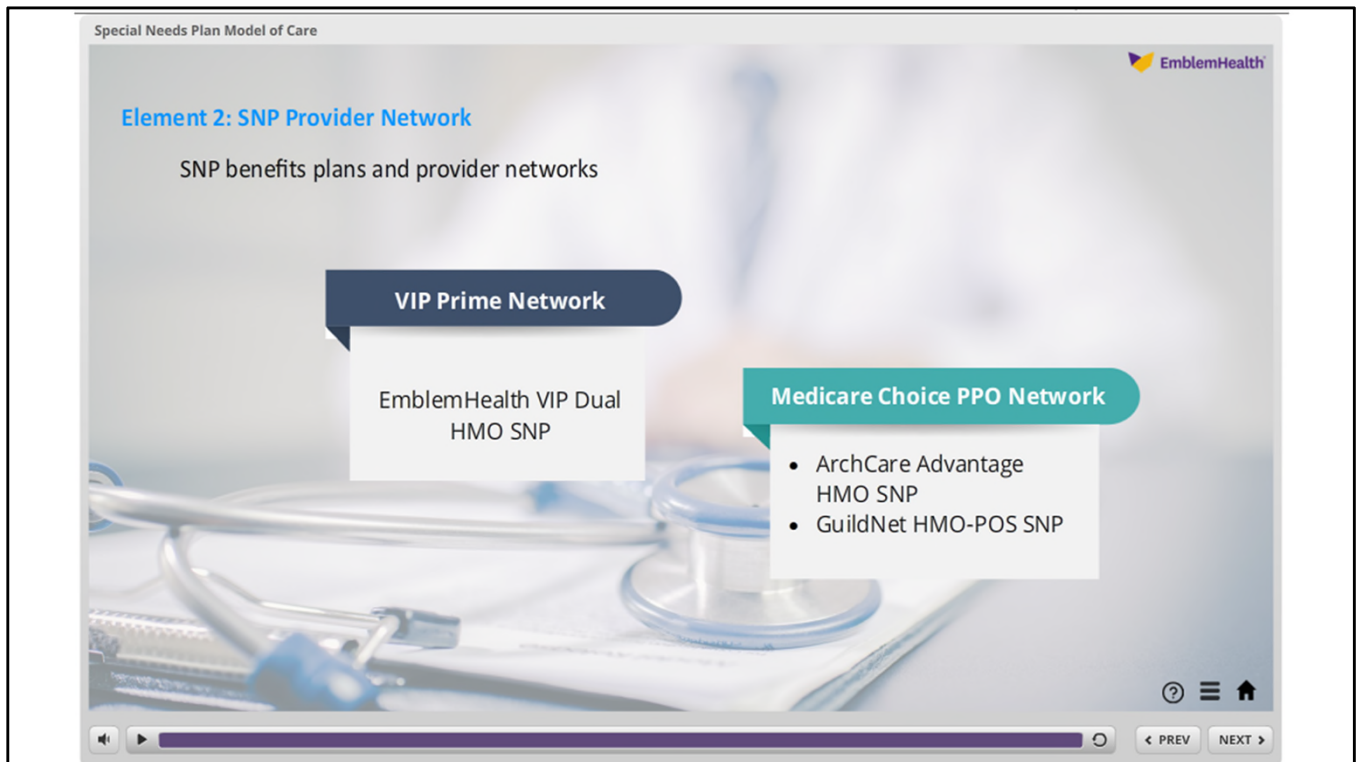 Special Needs Plan Model of Care
EmblemHealth
Element 2: SNP Provider Network
SNP benefits plans and provider networks
VIP Prime Network
EmblemHealth VIP Dual
HMO SNP
Medicare Choice PPO Network
• ArchCare Advantage
HMO SNP
• GuildNet HMO-POS SNP
?
< PREV
NEXT >